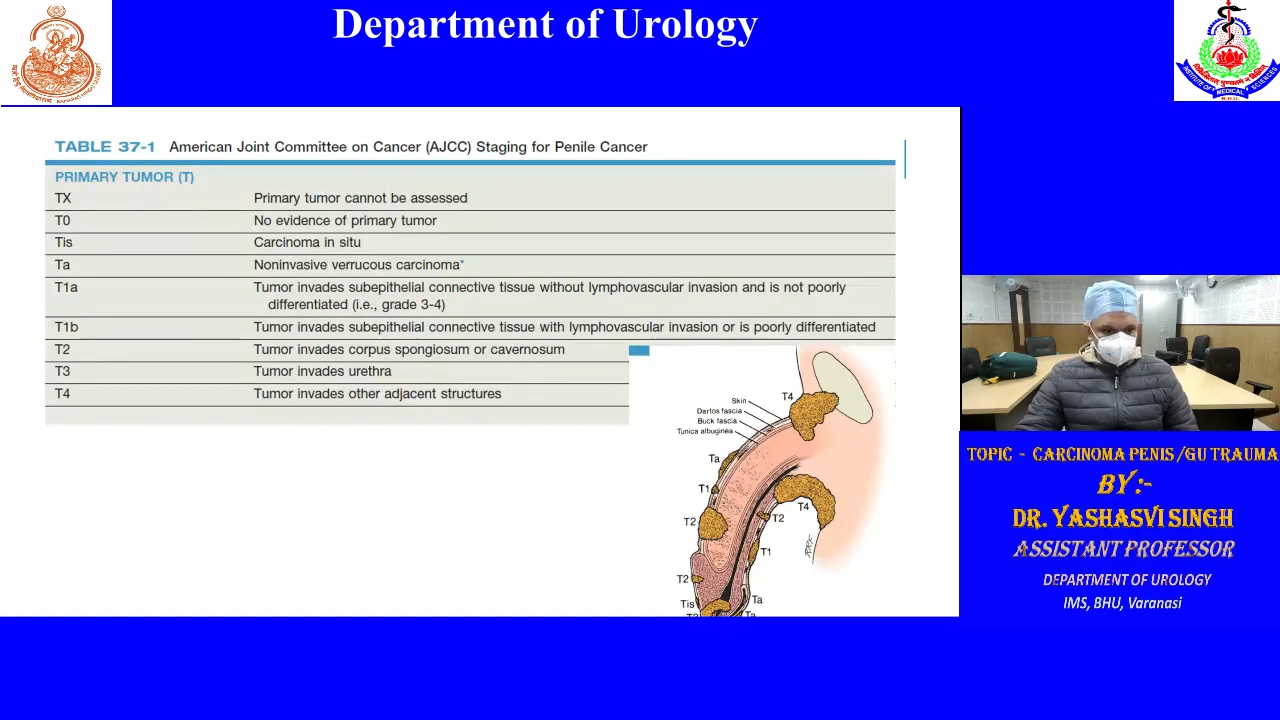 Department of Urology
INSTITUTE OF MEDICAL SCIENCES
B.H.U.
TABLE 37-1 American Joint Committee on Cancer (AJCC) Staging for Penile Cancer
PRIMARY TUMOR (T)
TX Primary tumor cannot be assessed
T0 No evidence of primary tumor
Tis Carcinoma in situ
Ta Noninvasive verrucous carcinoma*
T1a Tumor invades subepithelial connective tissue without lymphovascular invasion and is not poorly
differentiated (i.e., grade 3-4)
T1b Tumor invades subepithelial connective tissue with lymphovascular invasion or is poorly differentiated
T2 Tumor invades corpus spongiosum or cavernosum
T3 Tumor invades urethra
T4 Tumor invades other adjacent structures
T4
Skin
Dartos fascia
Buck fascia
Tunica albuginea
Ta
T1
T4
T2
T2
T1
T2
Tis
Ta
TOPIC - CARCINOMA PENIS /GU TRAUMA
BY:-
DR. YASHASVI SINGH
ASSISTANT PROFESSOR
DEPARTMENT OF UROLOGY
IMS, BHU, Varanasi